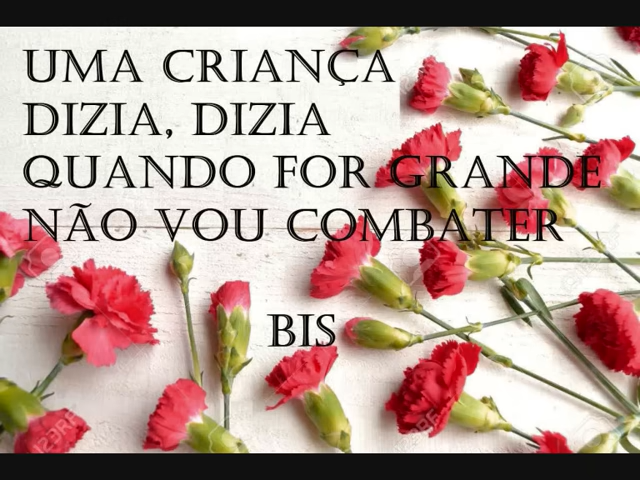 UMA CRIANÇA
DIZIA, DIZIA
QUANDO FOR GRANDE
NÃO VOU COMBATER
BIS